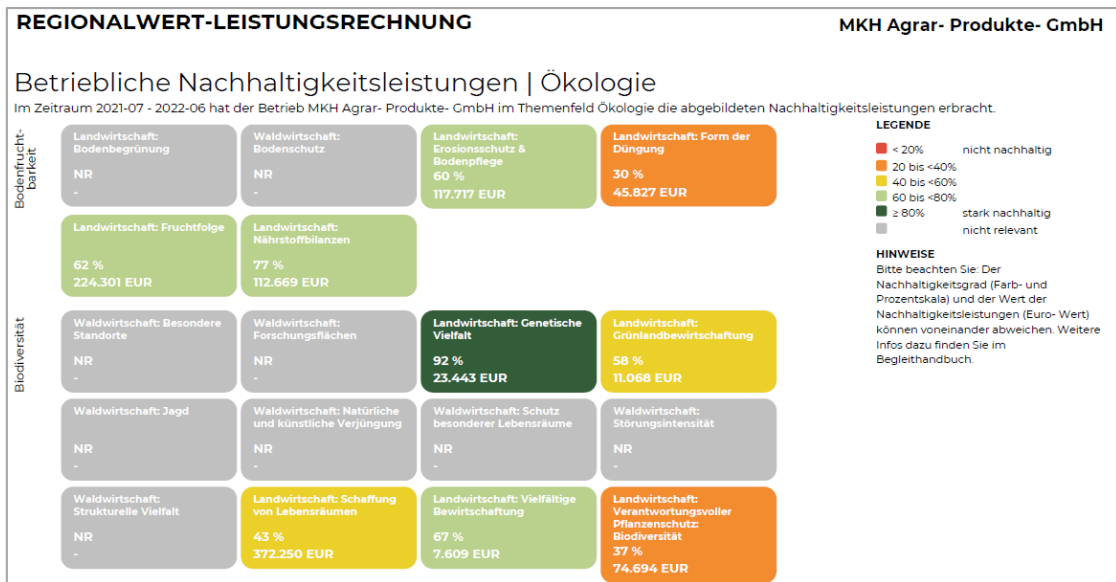 REGIONALWERT-LEISTUNGSRECHNUNG
MKH Agrar- Produkte- GmbH
Betriebliche Nachhaltigkeitsleistungen | Ökologie
Im Zeitraum 2021-07 - 2022-06 hat der Betrieb MKH Agrar- Produkte- GmbH im Themenfeld Ökologie die abgebildeten Nachhaltigkeitsleistungen erbracht.
Bodenfrucht-
barkeit
Landwirtschaft:
Bodenbegrünung
NR
-
Waldwirtschaft:
Bodenschutz
NR
-
Landwirtschaft:
Erosionsschutz &
Bodenpflege
60 %
117.717 EUR
Landwirtschaft: Form der
Düngung
30 %
45.827 EUR
Landwirtschaft: Fruchtfolge
62 %
224.301 EUR
Landwirtschaft:
Nährstoffbilanzen
77 %
112.669 EUR
Biodiversität
Waldwirtschaft: Besondere
Standorte
NR
-
Waldwirtschaft:
Forschungsflächen
NR
-
Landwirtschaft: Genetische
Vielfalt
92 %
23.443 EUR
Landwirtschaft:
Grünlandbewirtschaftung
58 %
11.068 EUR
Waldwirtschaft: Jagd
NR
-
Waldwirtschaft: Natürliche
und künstliche Verjüngung
NR
-
Waldwirtschaft: Schutz
besonderer Lebensräume
NR
-
Waldwirtschaft:
Störungsintensität
NR
-
Waldwirtschaft:
Strukturelle Vielfalt
NR
-
Landwirtschaft: Schaffung
von Lebensräumen
43 %
372.250 EUR
Landwirtschaft: Vielfältige
Bewirtschaftung
67 %
7.609 EUR
Landwirtschaft:
Verantwortungsvoller
Pflanzenschutz:
Biodiversität
37 %
74.694 EUR
LEGENDE
< 20% nicht nachhaltig
20 bis <40%
40 bis <60%
60 bis <80%
≥ 80% stark nachhaltig
nicht relevant
HINWEISE
Bitte beachten Sie: Der
Nachhaltigkeitsgrad (Farb- und
Prozentskala) und der Wert der
Nachhaltigkeitsleistungen (Euro- Wert)
können voneinander abweichen. Weitere
Infos dazu finden Sie im
Begleithandbuch.